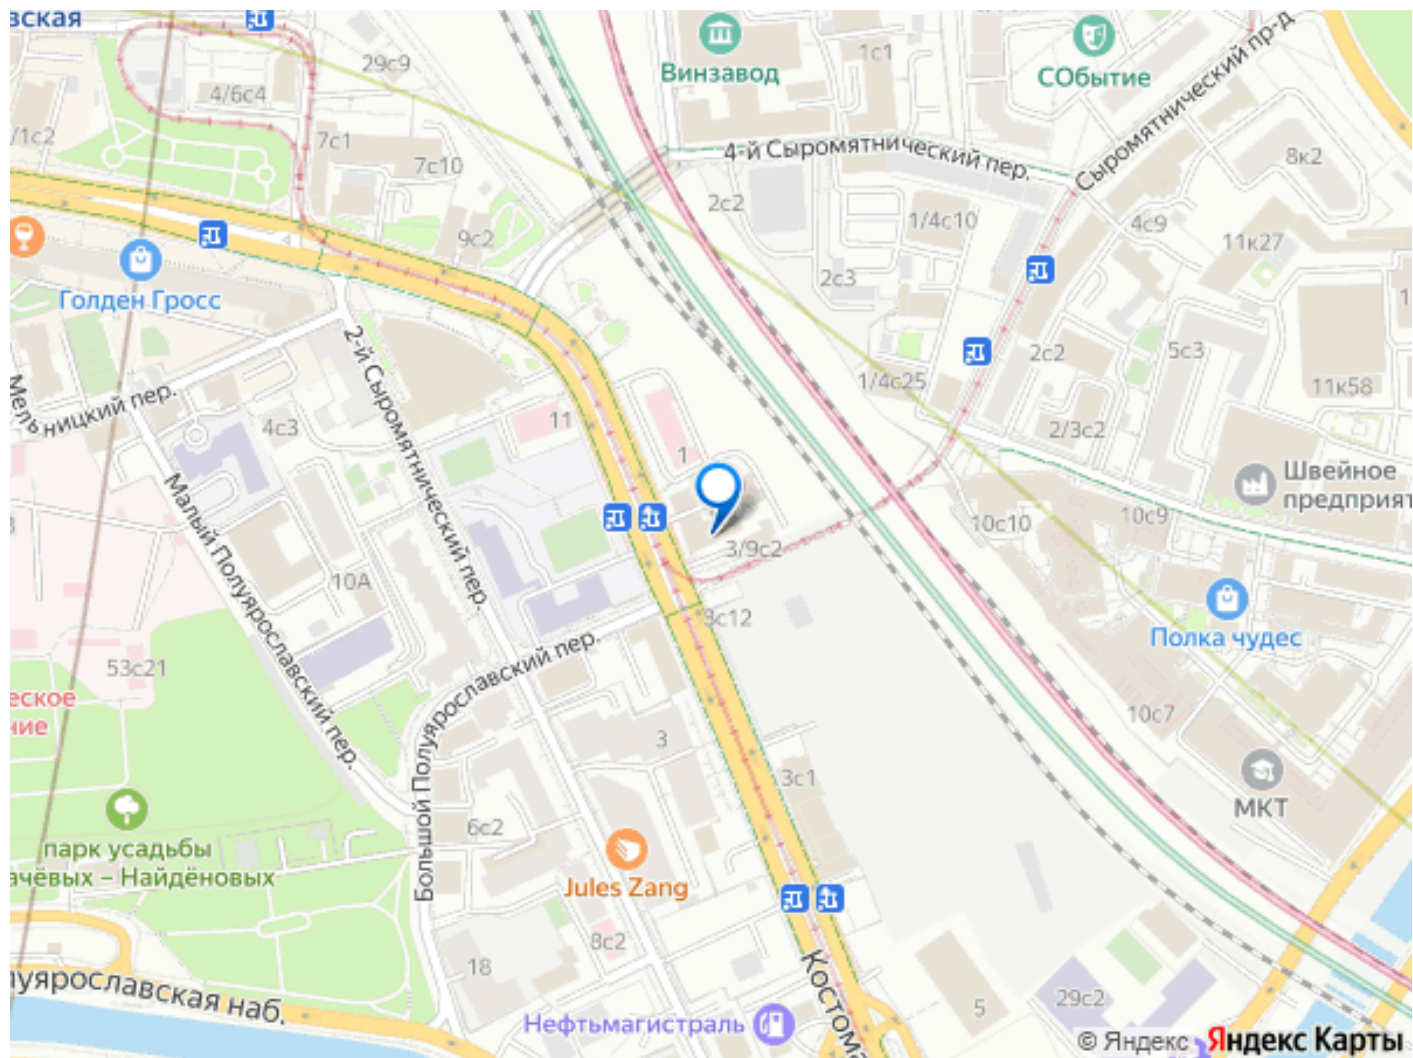 вская
29с9
4/6с4
/1с2
7с1
7с10
9с2
Винзавод
1с1
СОбытие
Сыромятнический пр-д
4-й Сыромятнический пер.
8к2
2с2
1/4с10
4с9
11к27
2с3
Голден Гросс
2-й Сыромятнический пер.
Мельницкий пер.
1/4с25
2с2
5с3
1
11к58
2/3с2
4с3
11
1
Малый Полуярославский пер.
Швейное
предприят
10с10
10с9
3/9с2
10А
3с12
Полка чудес
Большой Полуярославский пер.
53с21
еское
ние
10с7
3
3с1
МКТ
6с2
парк усадьбы
ачёвых – Найдёновых
Jules Zang
8с2
18
Костома
луярославская наб.
5
29с2
Нефтьмагистраль
© Яндекс Яндекс Карты